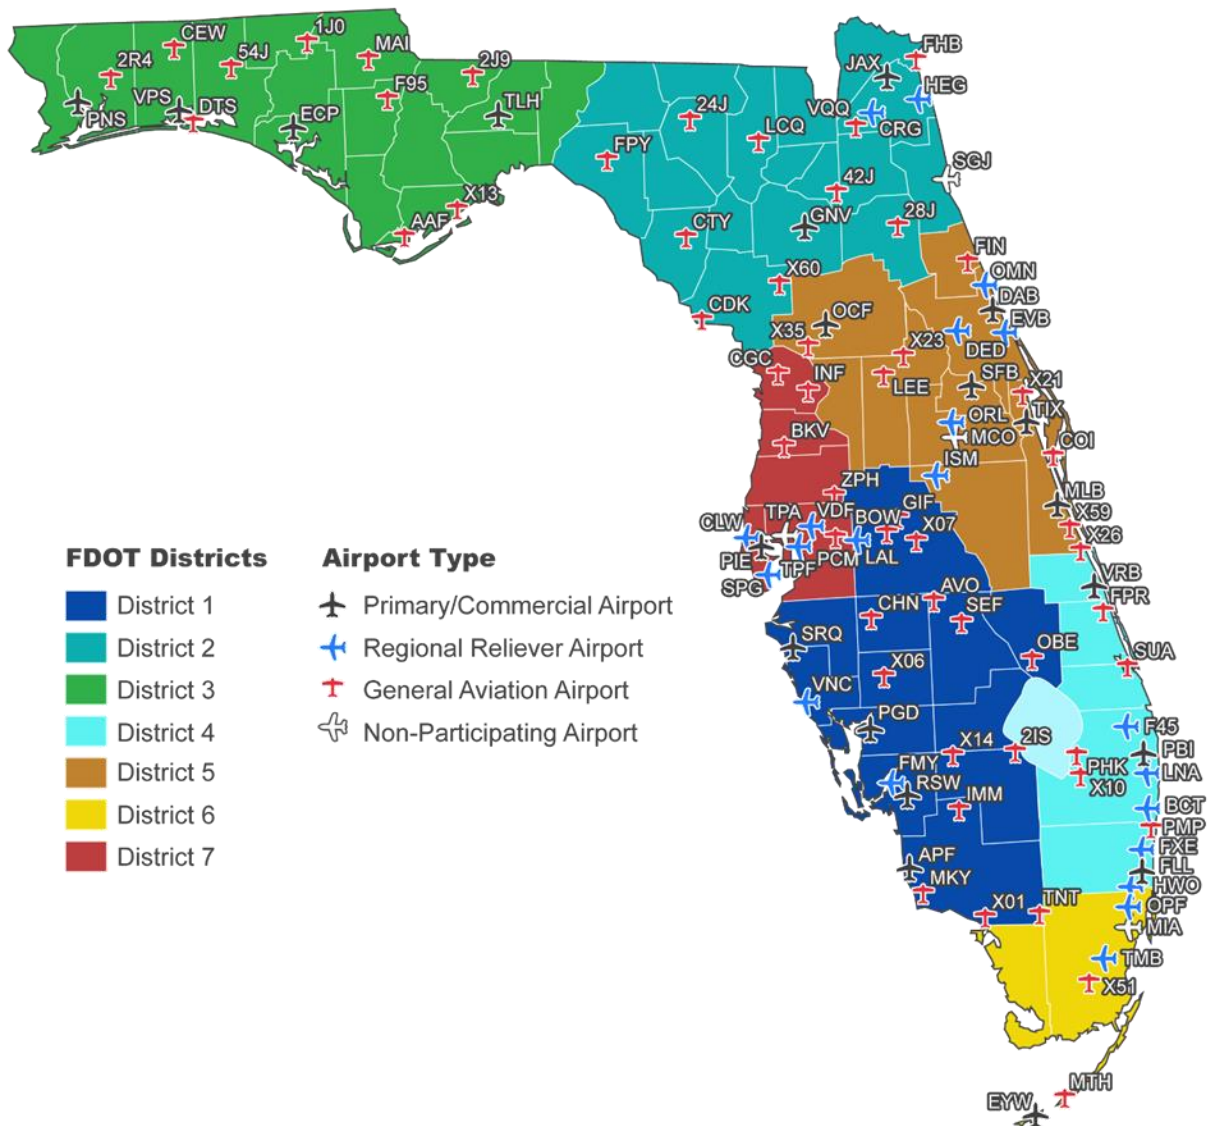 CEW
1J0
2R4
54J
MAI
2J9
F95
VPS
DTS
PNS
ECP
TLH
X13
AAF
FHB
JAX
HEG
24J
VQQ
LCQ
CRG
FPY
SGJ
42J
GNV
28J
CTY
FIN
X60
OMN
DAB
CDK
OCF
EVB
X35
X23
DED
CGC
INF
LEE
SFB
X21
ORL
TIX
MCO
BKV
COI
ISM
ZPH
MLB
GIF
TPA
VDF
BOW
X59
CLW
X07
X26
PIE
TPF
PCM
LAL
SPG
VRB
AVO
FPR
CHN
SEF
SRQ
OBE
SUA
X06
VNC
PGD
F45
X14
2IS
PBI
PHK
FMY
LNA
RSW
X10
IMM
BCT
PMP
FXE
APF
FLL
MKY
HWO
X01
TNT
OPF
MIA
TMB
X51
MTH
EYW
FDOT Districts
District 1
District 2
District 3
District 4
District 5
District 6
District 7
Airport Type
Primary/Commercial Airport
Regional Reliever Airport
General Aviation Airport
Non-Participating Airport